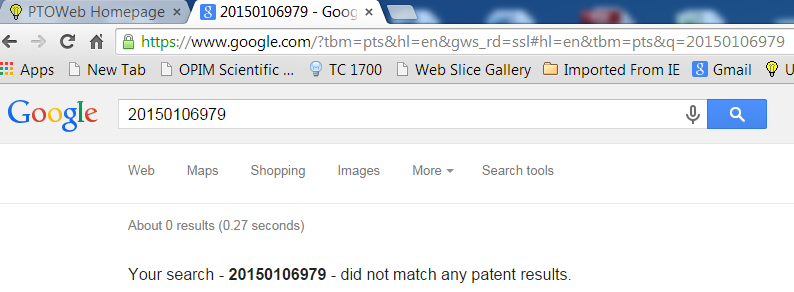 PTOWeb Homepage × 20150106979 - Goog ×
https://www.google.com/?tbm=pts&hl=en&gws_rd=ssl#hl=en&tbm=pts&q=20150106979
Apps New Tab OPIM Scientific ... TC 1700 Web Slice Gallery Imported From IE Gmail U
Google 20150106979
Web Maps Shopping Images More Search tools
About 0 results (0.27 seconds)
Your search - 20150106979 - did not match any patent results.